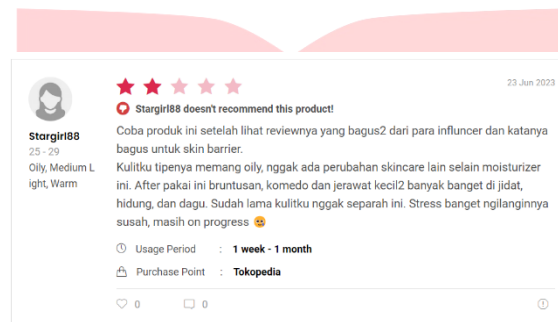 23 Jun 2023
Stargirl88 doesn't recommend this product!
Stargirl88
25 - 29
Oily, Medium L
ight, Warm
Coba produk ini setelah lihat reviewnya yang bagus2 dari para influncer dan katanya
bagus untuk skin barrier.
Kulitku tipenya memang oily, nggak ada perubahan skincare lain selain moisturizer
ini. After pakai ini bruntusan, komedo dan jerawat kecil2 banyak banget di jidat,
hidung, dan dagu. Sudah lama kulitku nggak separah ini. Stress banget ngilanginnya
susah, masih on progress
Usage Period : 1 week - 1 month
Purchase Point : Tokopedia
0 0